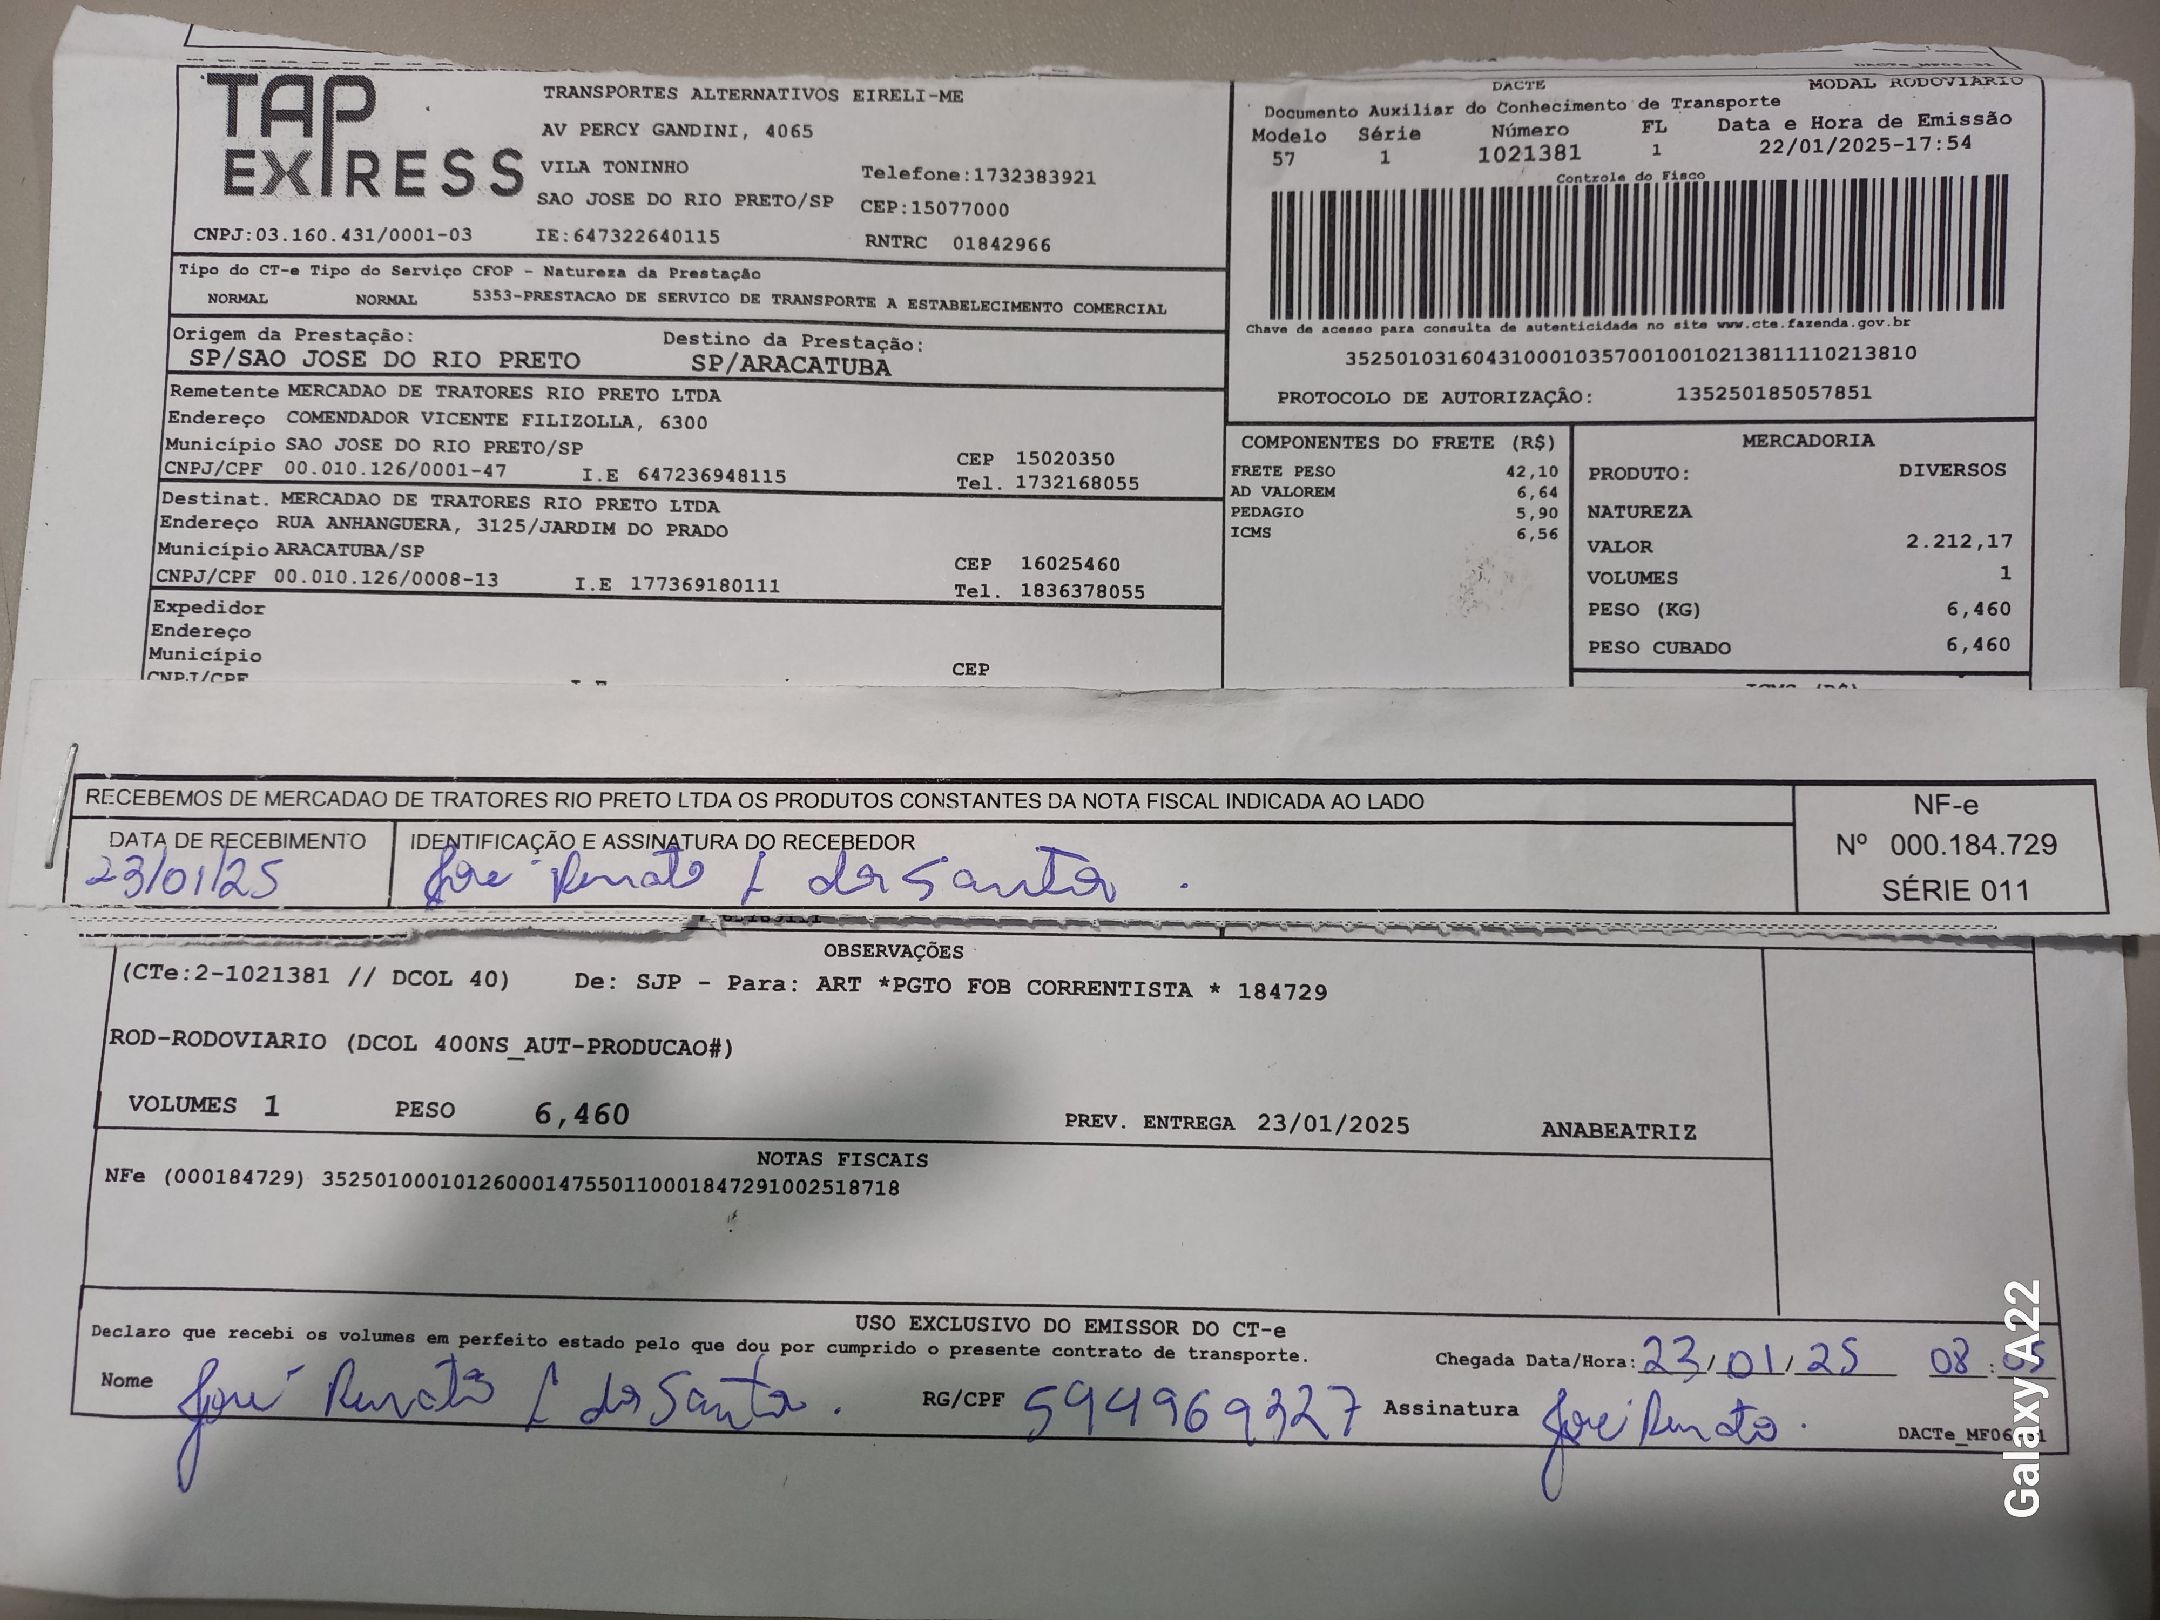 TAP EXPRESS
TRANSPORTES ALTERNATIVOS EIRELI-ME
AV PERCY GANDINI, 4065
VILA TONINHO Telefone:1732383921
SAO JOSE DO RIO PRETO/SP CEP:15077000
CNPJ:03.160.431/0001-03 IE:647322640115 RNTRC 01842966
DACTE MODAL RODOVIARIO
Documento Auxiliar do Conhecimento de Transporte
Modelo Série Número FL Data e Hora de Emissão
57 1 1021381 1 22/01/2025-17:54
Controle do Fisco
Chave de acesso para consulta de autenticidade no site www.cte.fazenda.gov.br
35250103160431000103570010010213811110213810
PROTOCOLO DE AUTORIZAÇÂO: 135250185057851
Tipo do CT-e Tipo do Serviço CFOP - Natureza da Prestação
NORMAL NORMAL 5353-PRESTACAO DE SERVICO DE TRANSPORTE A ESTABELECIMENTO COMERCIAL
Origem da Prestação: Destino da Prestação:
SP/SAO JOSE DO RIO PRETO SP/ARACATUBA
Remetente MERCADAO DE TRATORES RIO PRETO LTDA
Endereço COMENDADOR VICENTE FILIZOLLA, 6300
Município SAO JOSE DO RIO PRETO/SP CEP 15020350
CNPJ/CPF 00.010.126/0001-47 I.E 647236948115 Tel. 1732168055
Destinat. MERCADAO DE TRATORES RIO PRETO LTDA
Endereço RUA ANHANGUERA, 3125/JARDIM DO PRADO
Município ARACATUBA/SP CEP 16025460
CNPJ/CPF 00.010.126/0008-13 I.E 177369180111 Tel. 1836378055
Expedidor
Endereço
Município CEP
CNPJ/CPF
COMPONENTES DO FRETE (R$)
FRETE PESO 42,10
AD VALOREM 6,64
PEDAGIO 5,90
ICMS 6,56
MERCADORIA
PRODUTO: DIVERSOS
NATUREZA
VALOR 2.212,17
VOLUMES 1
PESO (KG) 6,460
PESO CUBADO 6,460
RECEBEMOS DE MERCADAO DE TRATORES RIO PRETO LTDA OS PRODUTOS CONSTANTES DA NOTA FISCAL INDICADA AO LADO
DATA DE RECEBIMENTO IDENTIFICAÇÃO E ASSINATURA DO RECEBEDOR
23/01/25 José Renato L dos Santos.
NF-e
Nº 000.184.729
SÉRIE 011
OBSERVAÇÕES
(CTe:2-1021381 // DCOL 40) De: SJP - Para: ART *PGTO FOB CORRENTISTA * 184729
ROD-RODOVIARIO (DCOL 400NS_AUT-PRODUCAO#)
VOLUMES 1 PESO 6,460 PREV. ENTREGA 23/01/2025 ANABEATRIZ
NOTAS FISCAIS
NFe (000184729) 35250100010126000147550110001847291002518718
USO EXCLUSIVO DO EMISSOR DO CT-e
Declaro que recebi os volumes em perfeito estado pelo que dou por cumprido o presente contrato de transporte.
Chegada Data/Hora: 23/01/25 08:05
Nome José Renato L dos Santos. RG/CPF 594969327 Assinatura José Renato.
Galaxy A22